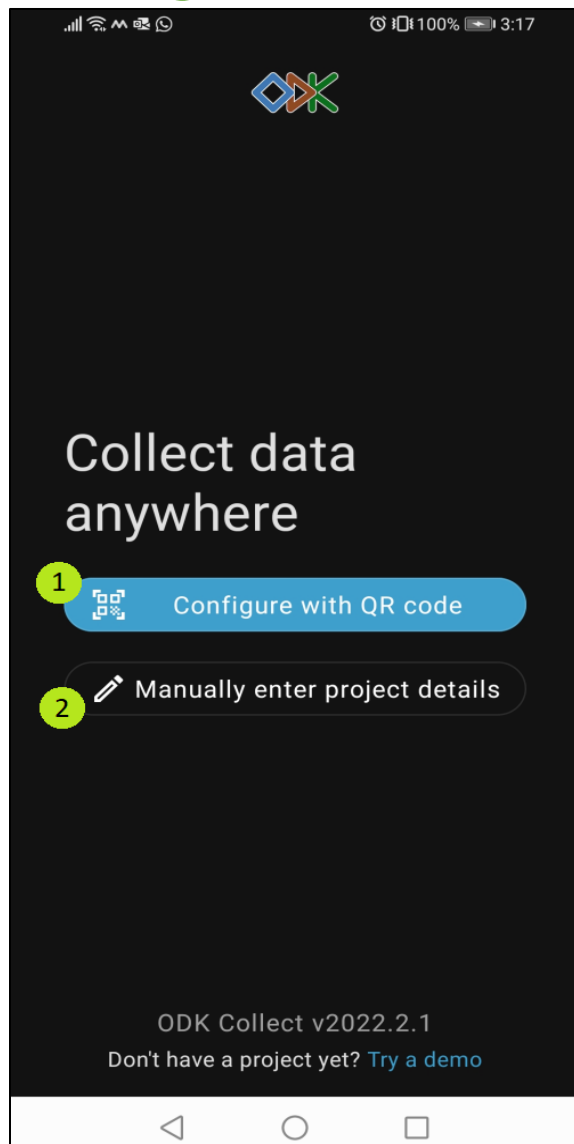 100% 3:17
ODK
Collect data
anywhere
1
Configure with QR code
2
Manually enter project details
ODK Collect v2022.2.1
Don't have a project yet? Try a demo